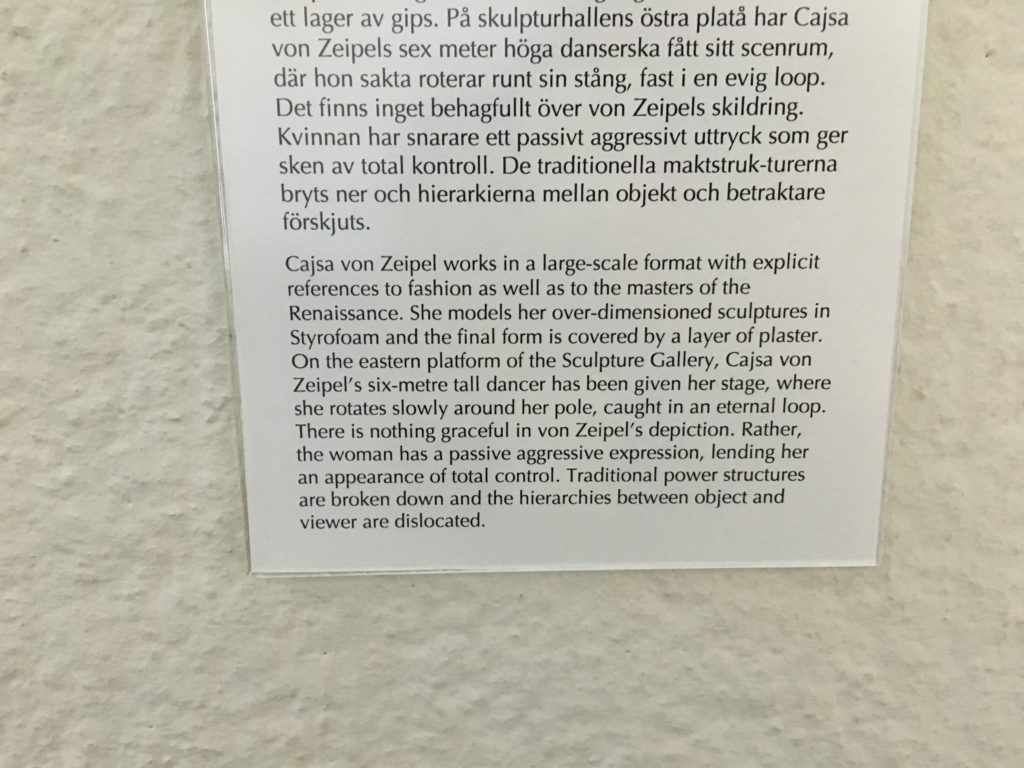 ett lager av gips. På skulpturhallens östra platå har Cajsa
von Zeipels sex meter höga danserska fått sitt scenrum,
där hon sakta roterar runt sin stång, fast i en evig loop.
Det finns inget behagfullt över von Zeipels skildring.
Kvinnan har snarare ett passivt aggressivt uttryck som ger
sken av total kontroll. De traditionella maktstruk-turerna
bryts ner och hierarkierna mellan objekt och betraktare
förskjuts.
Cajsa von Zeipel works in a large-scale format with explicit
references to fashion as well as to the masters of the
Renaissance. She models her over-dimensioned sculptures in
Styrofoam and the final form is covered by a layer of plaster.
On the eastern platform of the Sculpture Gallery, Cajsa von
Zeipel's six-metre tall dancer has been given her stage, where
she rotates slowly around her pole, caught in an eternal loop.
There is nothing graceful in von Zeipel's depiction. Rather,
the woman has a passive aggressive expression, lending her
an appearance of total control. Traditional power structures
are broken down and the hierarchies between object and
viewer are dislocated.